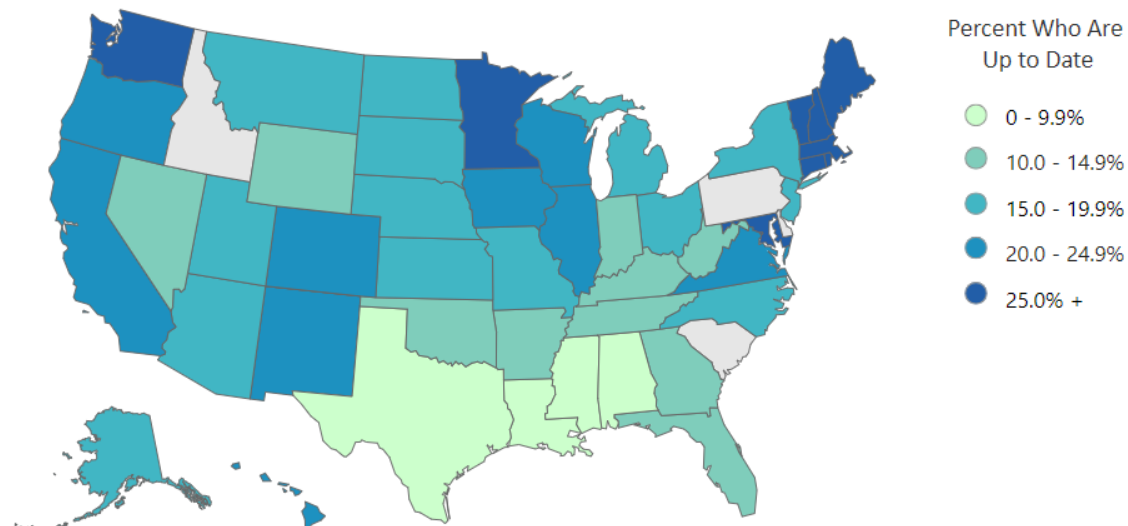 Percent Who Are
Up to Date
0 - 9.9%
10.0 - 14.9%
15.0 - 19.9%
20.0 - 24.9%
25.0% +